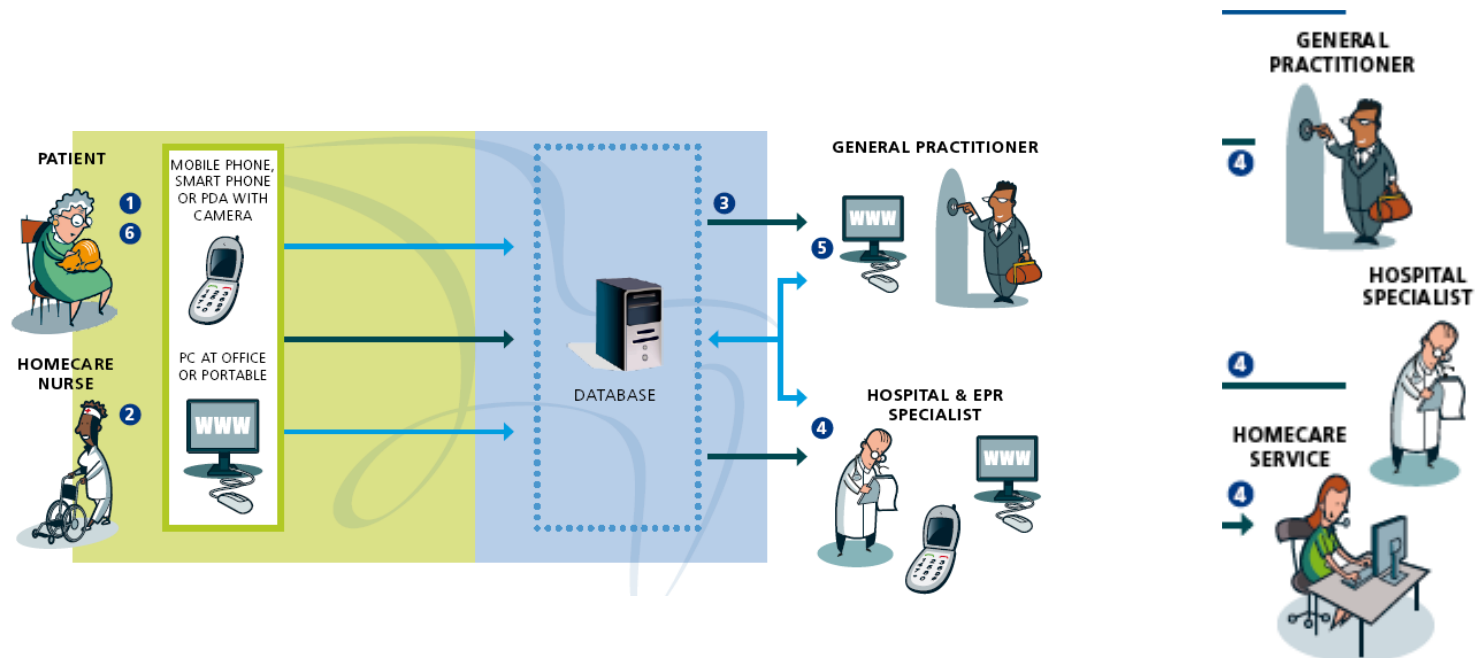 PATIENT
1
6
HOMECARE
NURSE
2
MOBILE PHONE,
SMART PHONE
OR PDA WITH
CAMERA
PC AT OFFICE
OR PORTABLE
WWW
DATABASE
3
GENERAL PRACTITIONER
WWW
5
HOSPITAL & EPR
SPECIALIST
4
WWW
GENERAL
PRACTITIONER
4
HOSPITAL
SPECIALIST
4
HOMECARE
SERVICE
4